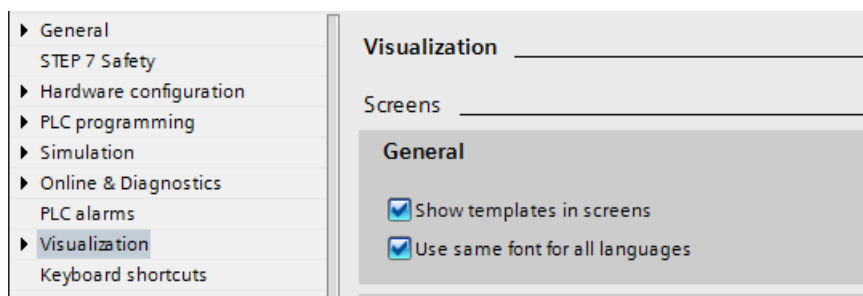 General
STEP 7 Safety
Hardware configuration
PLC programming
Simulation
Online & Diagnostics
PLC alarms
Visualization
Keyboard shortcuts
Visualization
Screens
General
Show templates in screens
Use same font for all languages